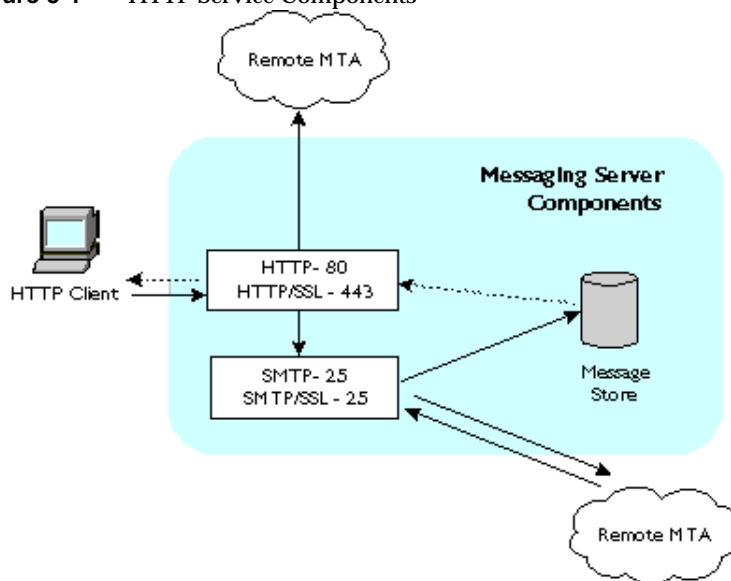 HTTP Service Components
Remote MTA
Messaging Server
Components
HTTP- 80
HTTP/SSL - 443
HTTP Client
SMTP- 25
SMTP/SSL - 25
Message
Store
Remote MTA